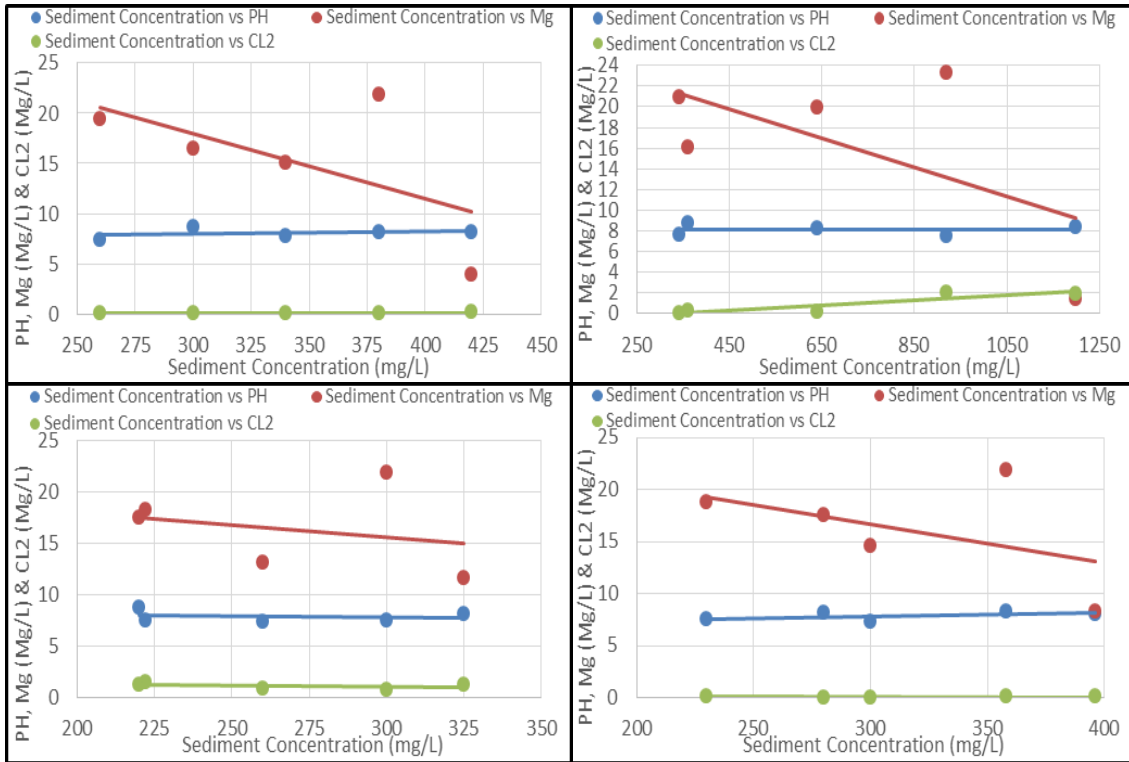 Sediment Concentration vs PH
Sediment Concentration vs Mg
Sediment Concentration vs CL2
PH, Mg (Mg/L) & CL2 (Mg/L)
25
20
15
10
5
0
250 275 300 325 350 375 400 425 450
Sediment Concentration (mg/L)
Sediment Concentration vs PH
Sediment Concentration vs Mg
Sediment Concentration vs CL2
PH, Mg (Mg/L) & CL2 (Mg/L)
24
22
20
18
16
14
12
10
8
6
4
2
0
250 450 650 850 1050 1250
Sediment Concentration (mg/L)
Sediment Concentration vs PH
Sediment Concentration vs Mg
Sediment Concentration vs CL2
PH, Mg (Mg/L) & CL2 (Mg/L)
25
20
15
10
5
0
200 225 250 275 300 325 350
Sediment Concentration (mg/L)
Sediment Concentration vs PH
Sediment Concentration vs Mg
Sediment Concentration vs CL2
PH, Mg (Mg/L) & CL2 (Mg/L)
25
20
15
10
5
0
200 250 300 350 400
Sediment Concentration (mg/L)